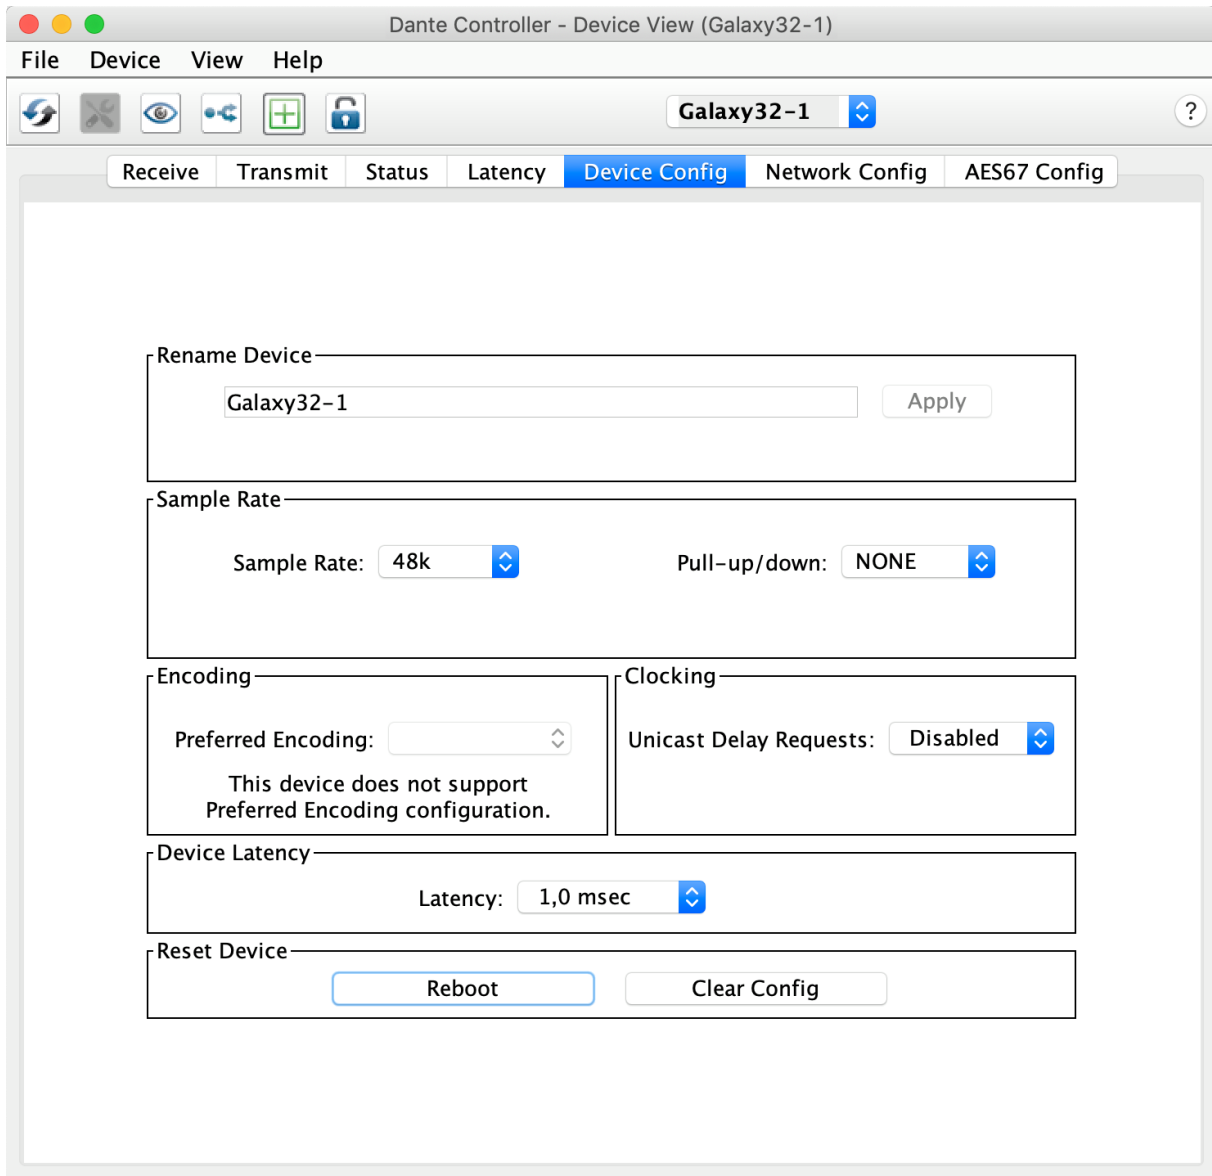 Dante Controller - Device View (Galaxy32-1)
File Device View Help
Galaxy32-1 ?
Receive Transmit Status Latency Device Config Network Config AES67 Config
Rename Device
Galaxy32-1 Apply
Sample Rate
Sample Rate: 48k Pull-up/down: NONE
Encoding Clocking
Preferred Encoding: Unicast Delay Requests: Disabled
This device does not support
Preferred Encoding configuration.
Device Latency
Latency: 1,0 msec
Reset Device
Reboot Clear Config